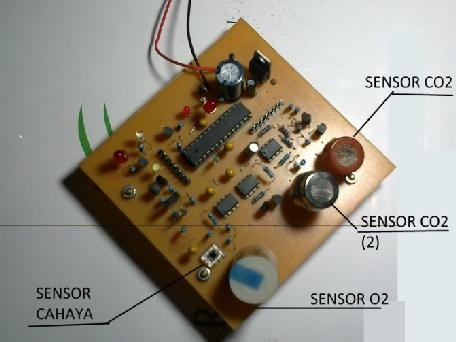 SENSOR CO2
SENSOR CO2
(2)
SENSOR O2
SENSOR
CAHAYA
R